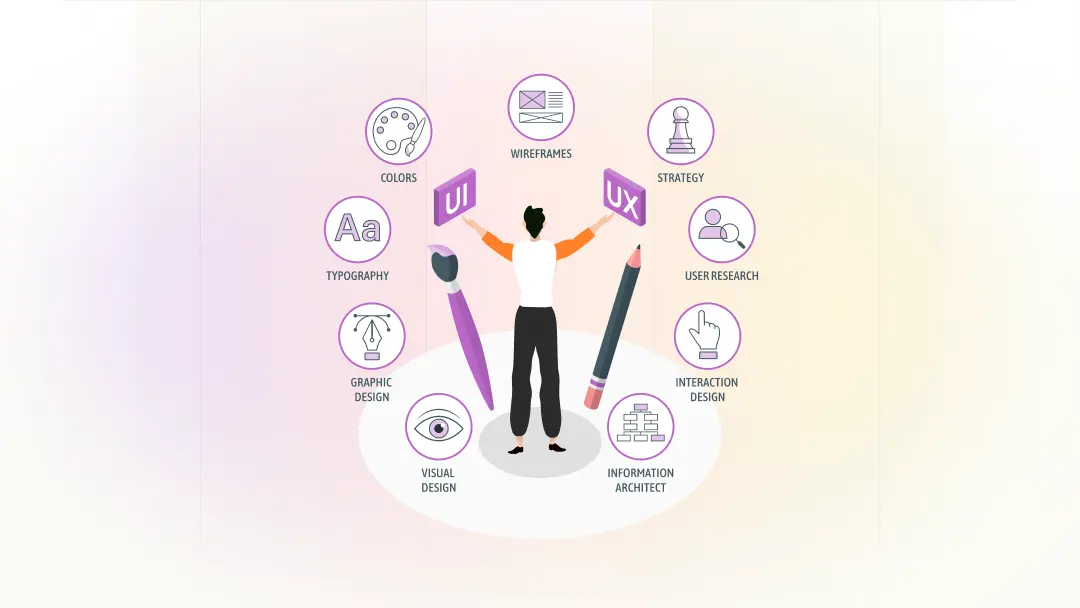 WIREFRAMES
COLORS
STRATEGY
UI
UX
Aa
TYPOGRAPHY
USER RESEARCH
GRAPHIC
DESIGN
INTERACTION
DESIGN
VISUAL
DESIGN
INFORMATION
ARCHITECT